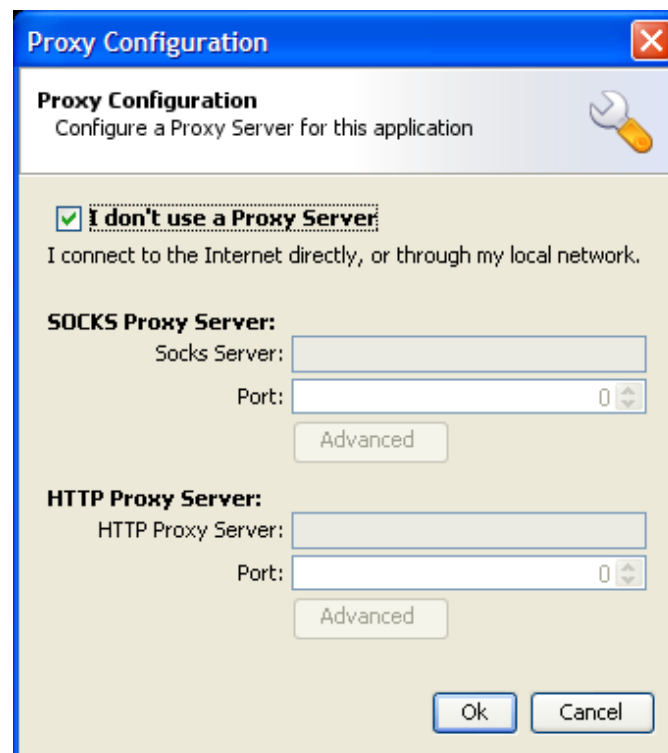 Proxy Configuration
Proxy Configuration
Configure a Proxy Server for this application
I don't use a Proxy Server
I connect to the Internet directly, or through my local network.
SOCKS Proxy Server:
Socks Server:
Port: 0
Advanced
HTTP Proxy Server:
HTTP Proxy Server:
Port: 0
Advanced
Ok Cancel